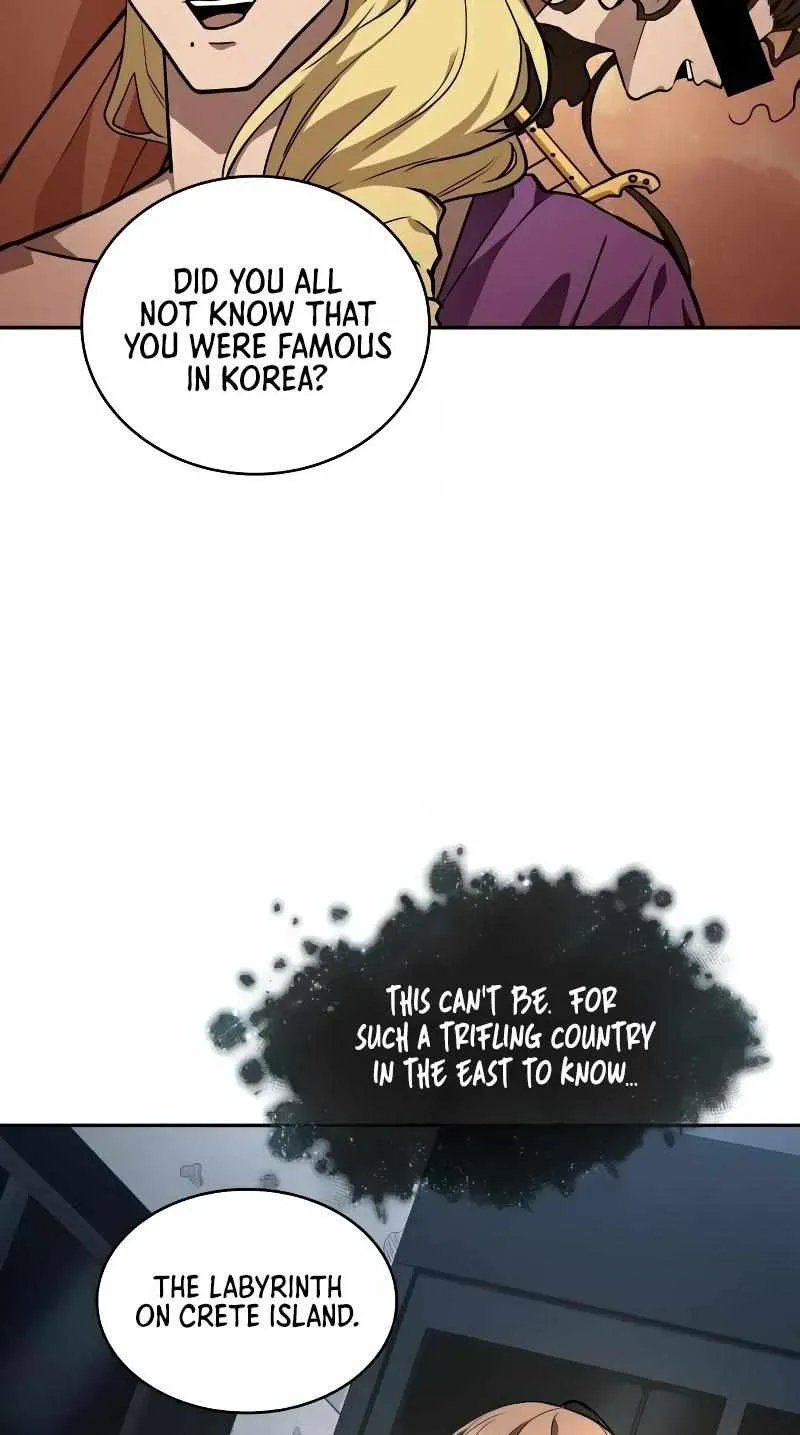 DID YOU ALL
NOT KNOW THAT
YOU WERE FAMOUS
IN KOREA?
THIS CAN'T BE. FOR
SUCH A TRIFLING COUNTRY
IN THE EAST TO KNOW...
THE LABYRINTH
ON CRETE ISLAND.